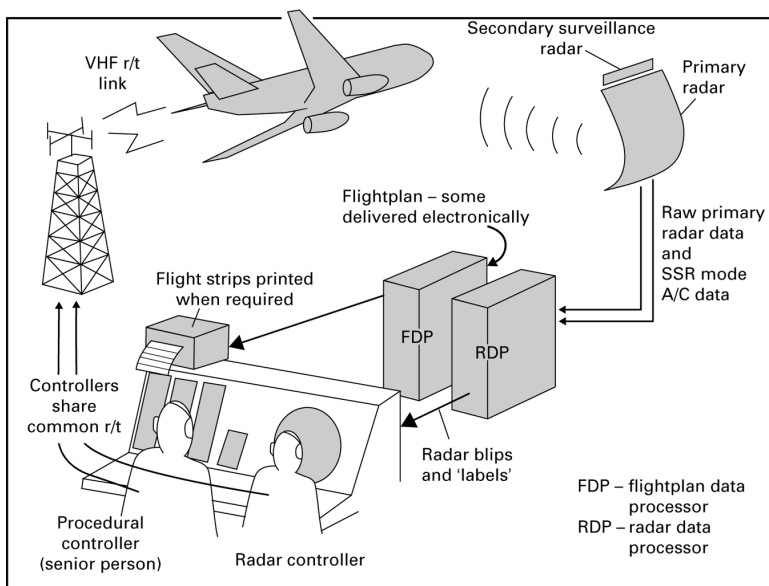 Secondary surveillance
radar
VHF r/t
link
Primary
radar
Flightplan – some
delivered electronically
Raw primary
radar data
and
SSR mode
A/C data
Flight strips printed
when required
FDP
RDP
Controllers
share
common r/t
Radar blips
and ‘labels’
FDP – flightplan data
processor
RDP – radar data
processor
Procedural
controller
(senior person)
Radar controller